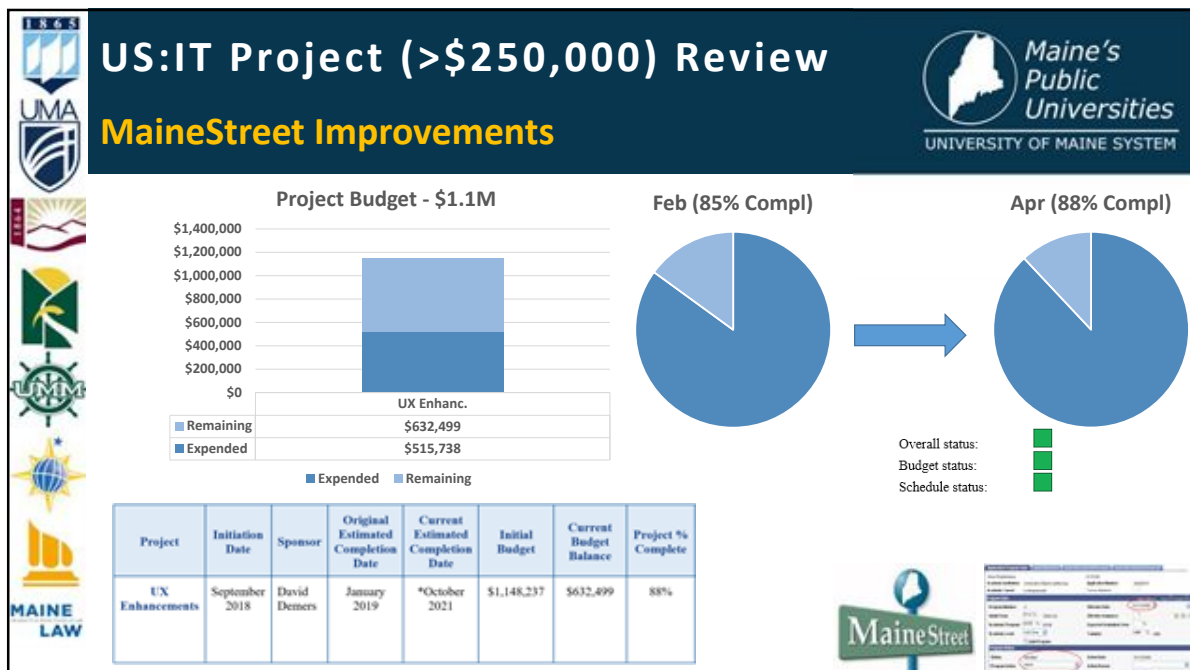 1865
US:IT Project (>$250,000) Review
MaineStreet Improvements
Maine's
Public
Universities
UNIVERSITY OF MAINE SYSTEM
UMA
1864
UMM
MAINE
LAW
Project Budget - $1.1M
$1,400,000
$1,200,000
$1,000,000
$800,000
$600,000
$400,000
$200,000
$0
UX Enhanc.
Remaining $632,499
Expended $515,738
Expended Remaining
Feb (85% Compl)
Apr (88% Compl)
Overall status:
Budget status:
Schedule status:
Project Initiation Date Sponsor Original Estimated Completion Date Current Estimated Completion Date Initial Budget Current Budget Balance Project % Complete
UX Enhancements September 2018 David Demers January 2019 *October 2021 $1,148,237 $632,499 88%
MaineStreet